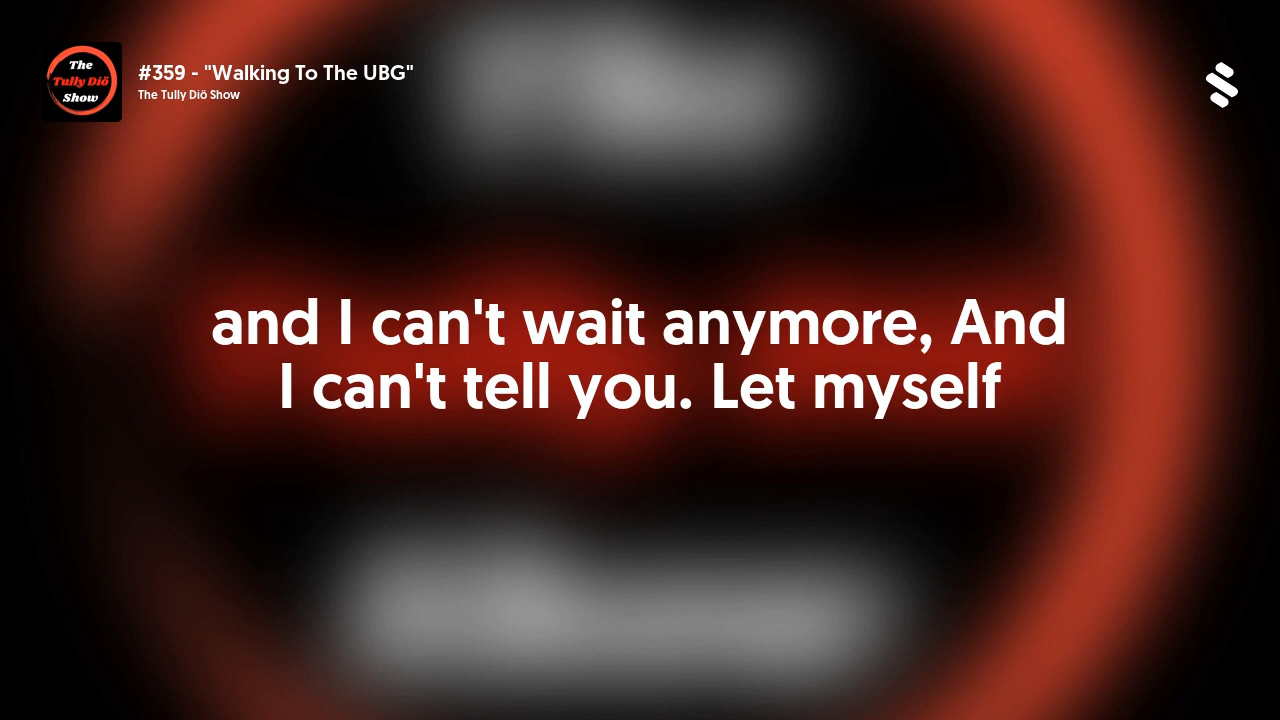 The
Tully Diö
Show
#359 - "Walking To The UBG"
The Tully Diö Show
and I can't wait anymore, And
I can't tell you. Let myself